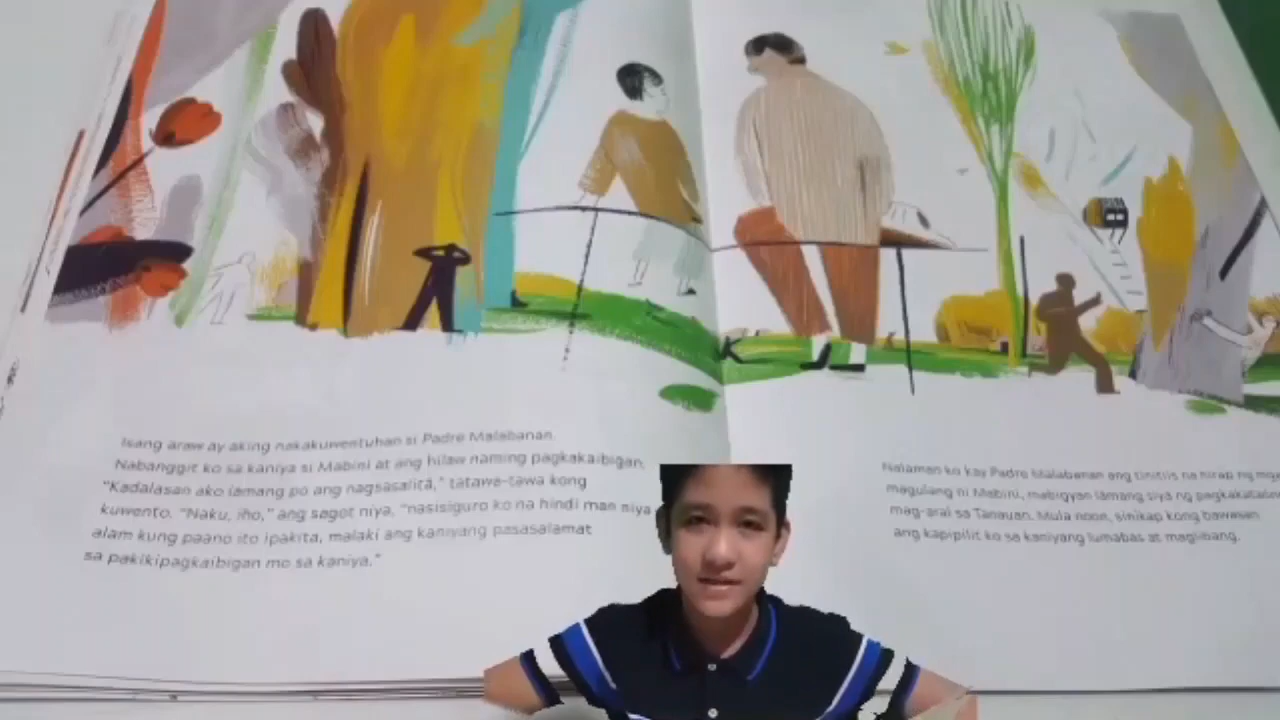 Isang araw ay aking nakakuwentuhan si Padre Malabanan.
Nabanggit ko sa kaniya si Mabini at ang hilaw naming pagkakaibigan.
“Kadalasan ako lamang po ang nagsasalita,” tatawa-tawa kong
kuwento. “Naku, iho,” ang sagot niya, “nasisiguro ko na hindi man niya
alam kung paano ito ipakita, malaki ang kaniyang pasasalamat
sa pakikipagkaibigan mo sa kaniya.”
Nalaman ko kay Padre Malabanan ang tinitiis na hirap ng mga
magulang ni Mabini, mabigyan lamang siya ng pagkakataong
mag-aral sa Tanauan. Mula noon, sinikap kong bawasan
ang kapipilit ko sa kaniyang lumabas at maglibang.